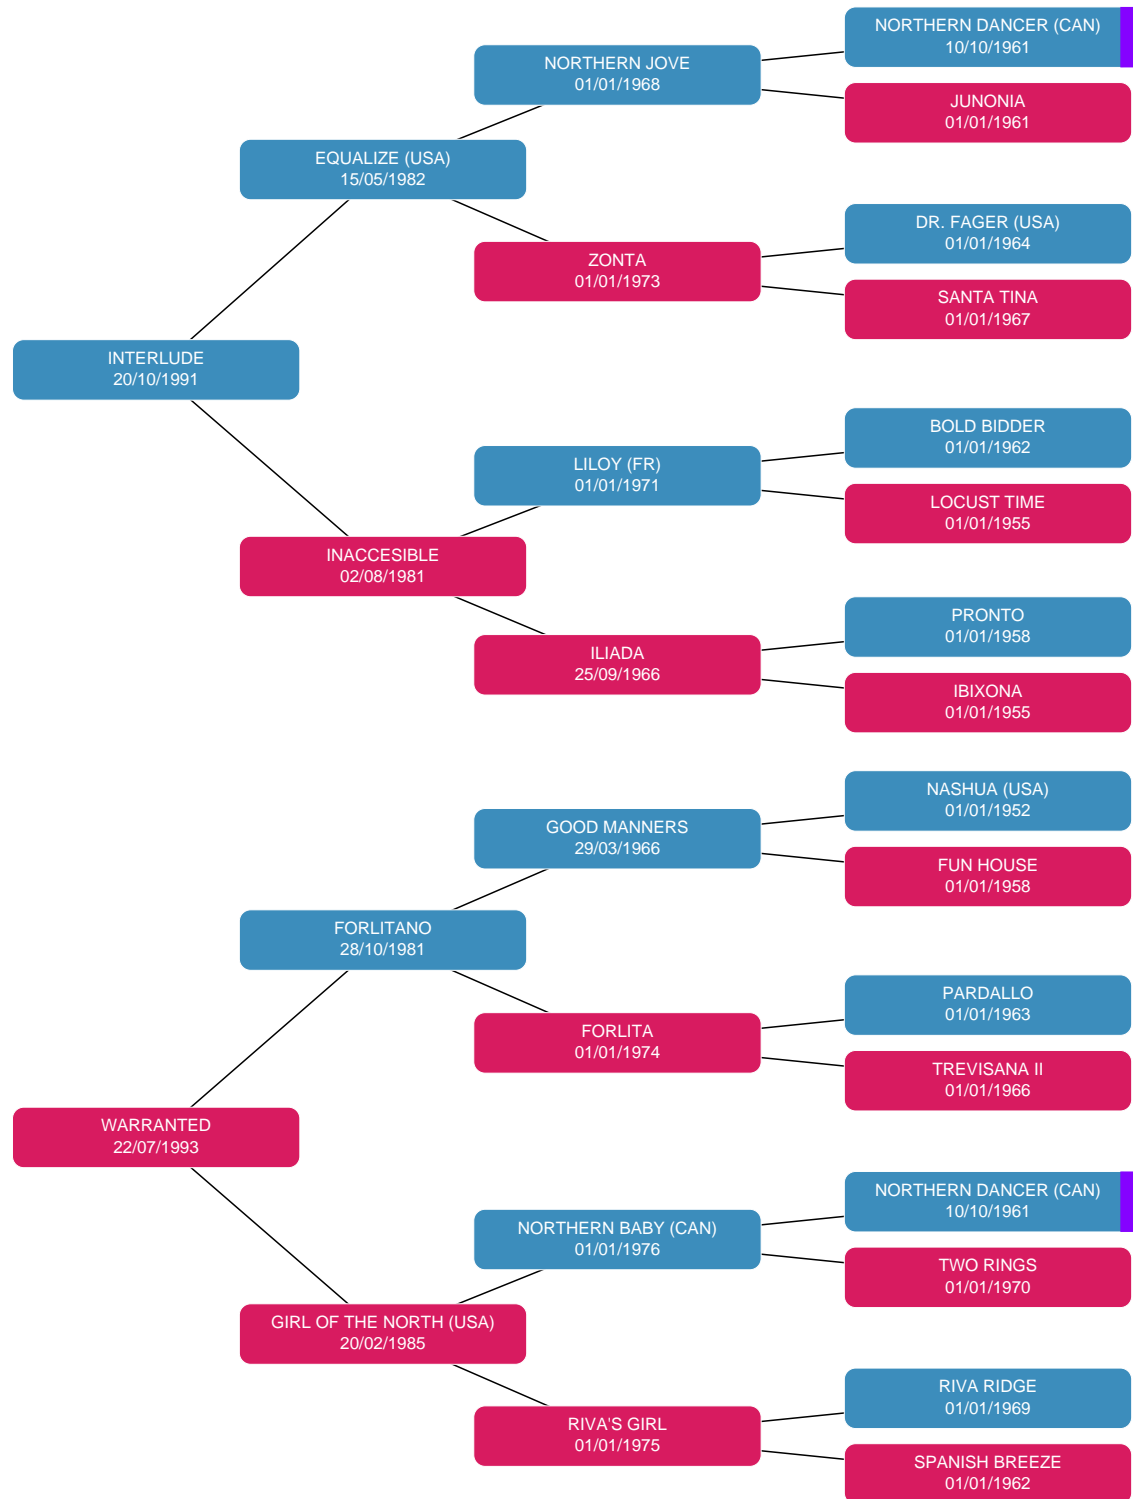 NORTHERN DANCER (CAN)
10/10/1961
NORTHERN JOVE
01/01/1968
JUNONIA
01/01/1961
EQUALIZE (USA)
15/05/1982
DR. FAGER (USA)
01/01/1964
ZONTA
01/01/1973
SANTA TINA
01/01/1967
INTERLUDE
20/10/1991
BOLD BIDDER
01/01/1962
LILOY (FR)
01/01/1971
LOCUST TIME
01/01/1955
INACCESIBLE
02/08/1981
PRONTO
01/01/1958
ILIADA
25/09/1966
IBIXONA
01/01/1955
NASHUA (USA)
01/01/1952
GOOD MANNERS
29/03/1966
FUN HOUSE
01/01/1958
FORLITANO
28/10/1981
PARDALLO
01/01/1963
FORLITA
01/01/1974
TREVISANA II
01/01/1966
WARRANTED
22/07/1993
NORTHERN DANCER (CAN)
10/10/1961
NORTHERN BABY (CAN)
01/01/1976
TWO RINGS
01/01/1970
GIRL OF THE NORTH (USA)
20/02/1985
RIVA RIDGE
01/01/1969
RIVA'S GIRL
01/01/1975
SPANISH BREEZE
01/01/1962